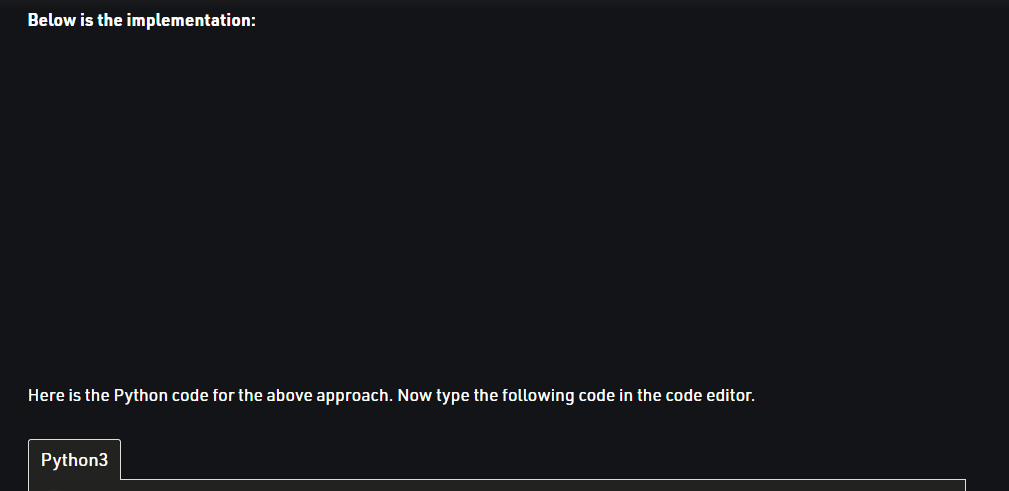 Below is the implementation:
Here is the Python code for the above approach. Now type the following code in the code editor.
Python3